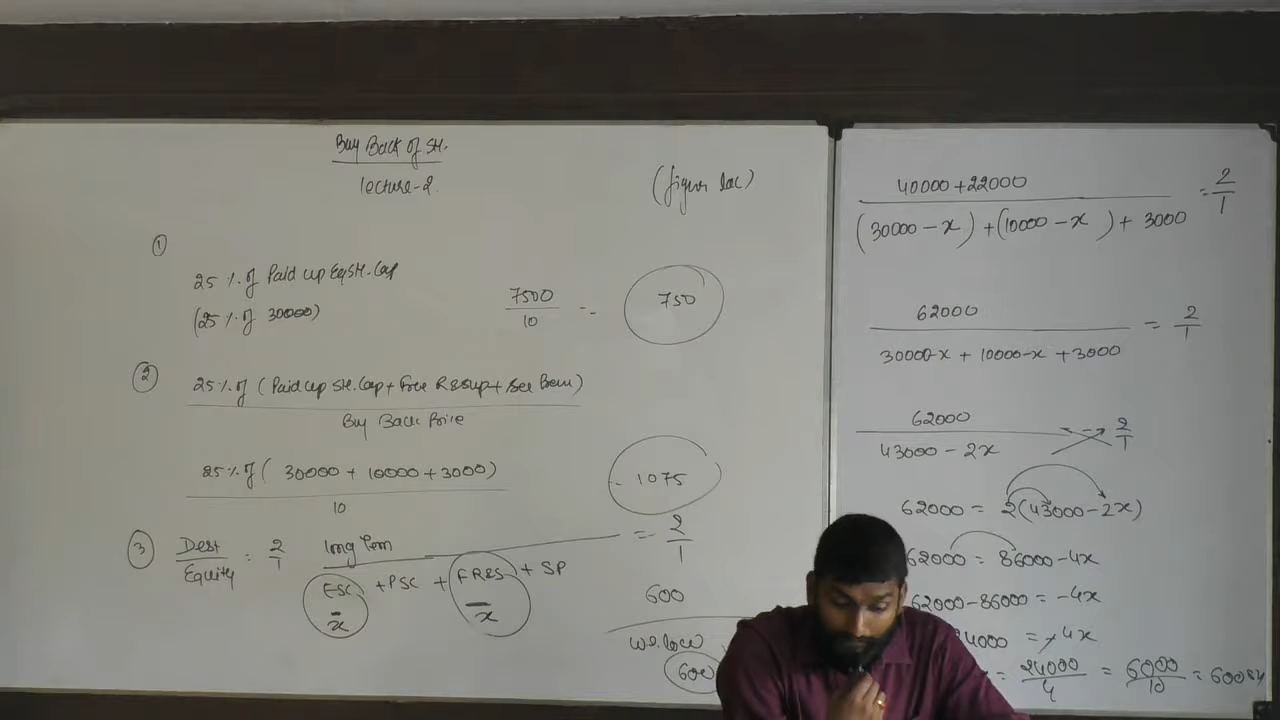 Buy Back of SH.
Lecture-2
(figur lac)
①
25 % of Paid up Eq SH. Cap
(25 % of 30000)
7500
10
750
②
25 % of (Paid up SH. Cap + Free R&Sup + Sec
Buy Back Price
25 % of ( 30000 + 10000 + 3000)
10
1075
③
Debt
Equity
= 2
1
long term
ESC + PSC + FR&S + SP
x
x
= 2
1
600
600
40000 + 22000
(30000 - x) + (10000 - x) + 3000
= 2
1
62000
30000-x + 10000-x + 3000
= 2
1
62000
43000 - 2x
= 2
1
62000 = 2(43000-2x)
62000 = 86000-4x
62000-86000 = -4x
24000 = -4x
= 24000
4
= 6000
10
= 600